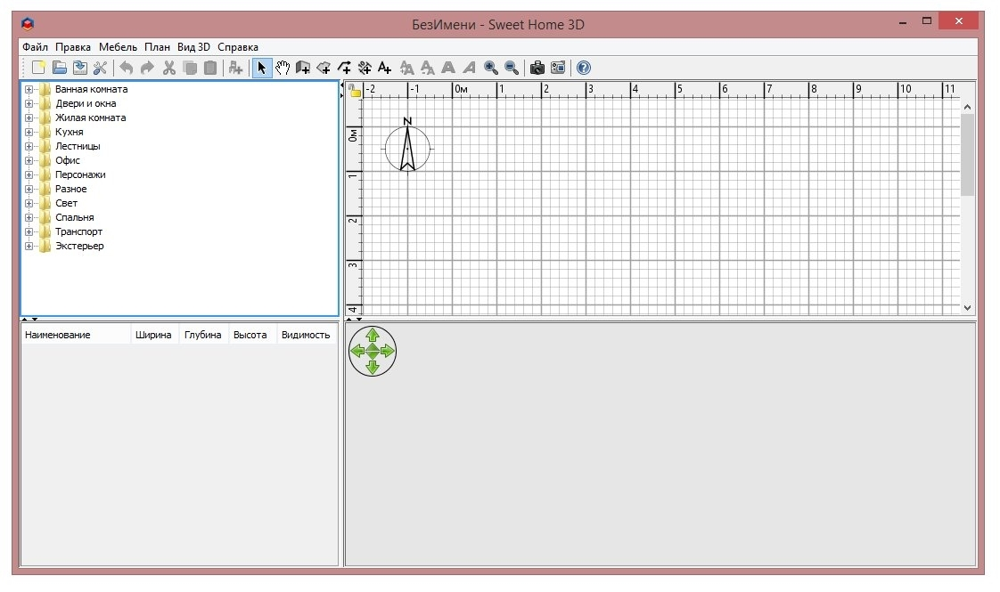 БезИмени - Sweet Home 3D
Файл Правка Мебель План Вид 3D Справка
Ванная комната
Двери и окна
Жилая комната
Кухня
Лестницы
Офис
Персонажи
Разное
Свет
Спальня
Транспорт
Экстерьер
-2 -1 0м 1 2 3 4 5 6 7 8 9 10 11
N
0м
1
2
3
4
Наименование Ширина Глубина Высота Видимость